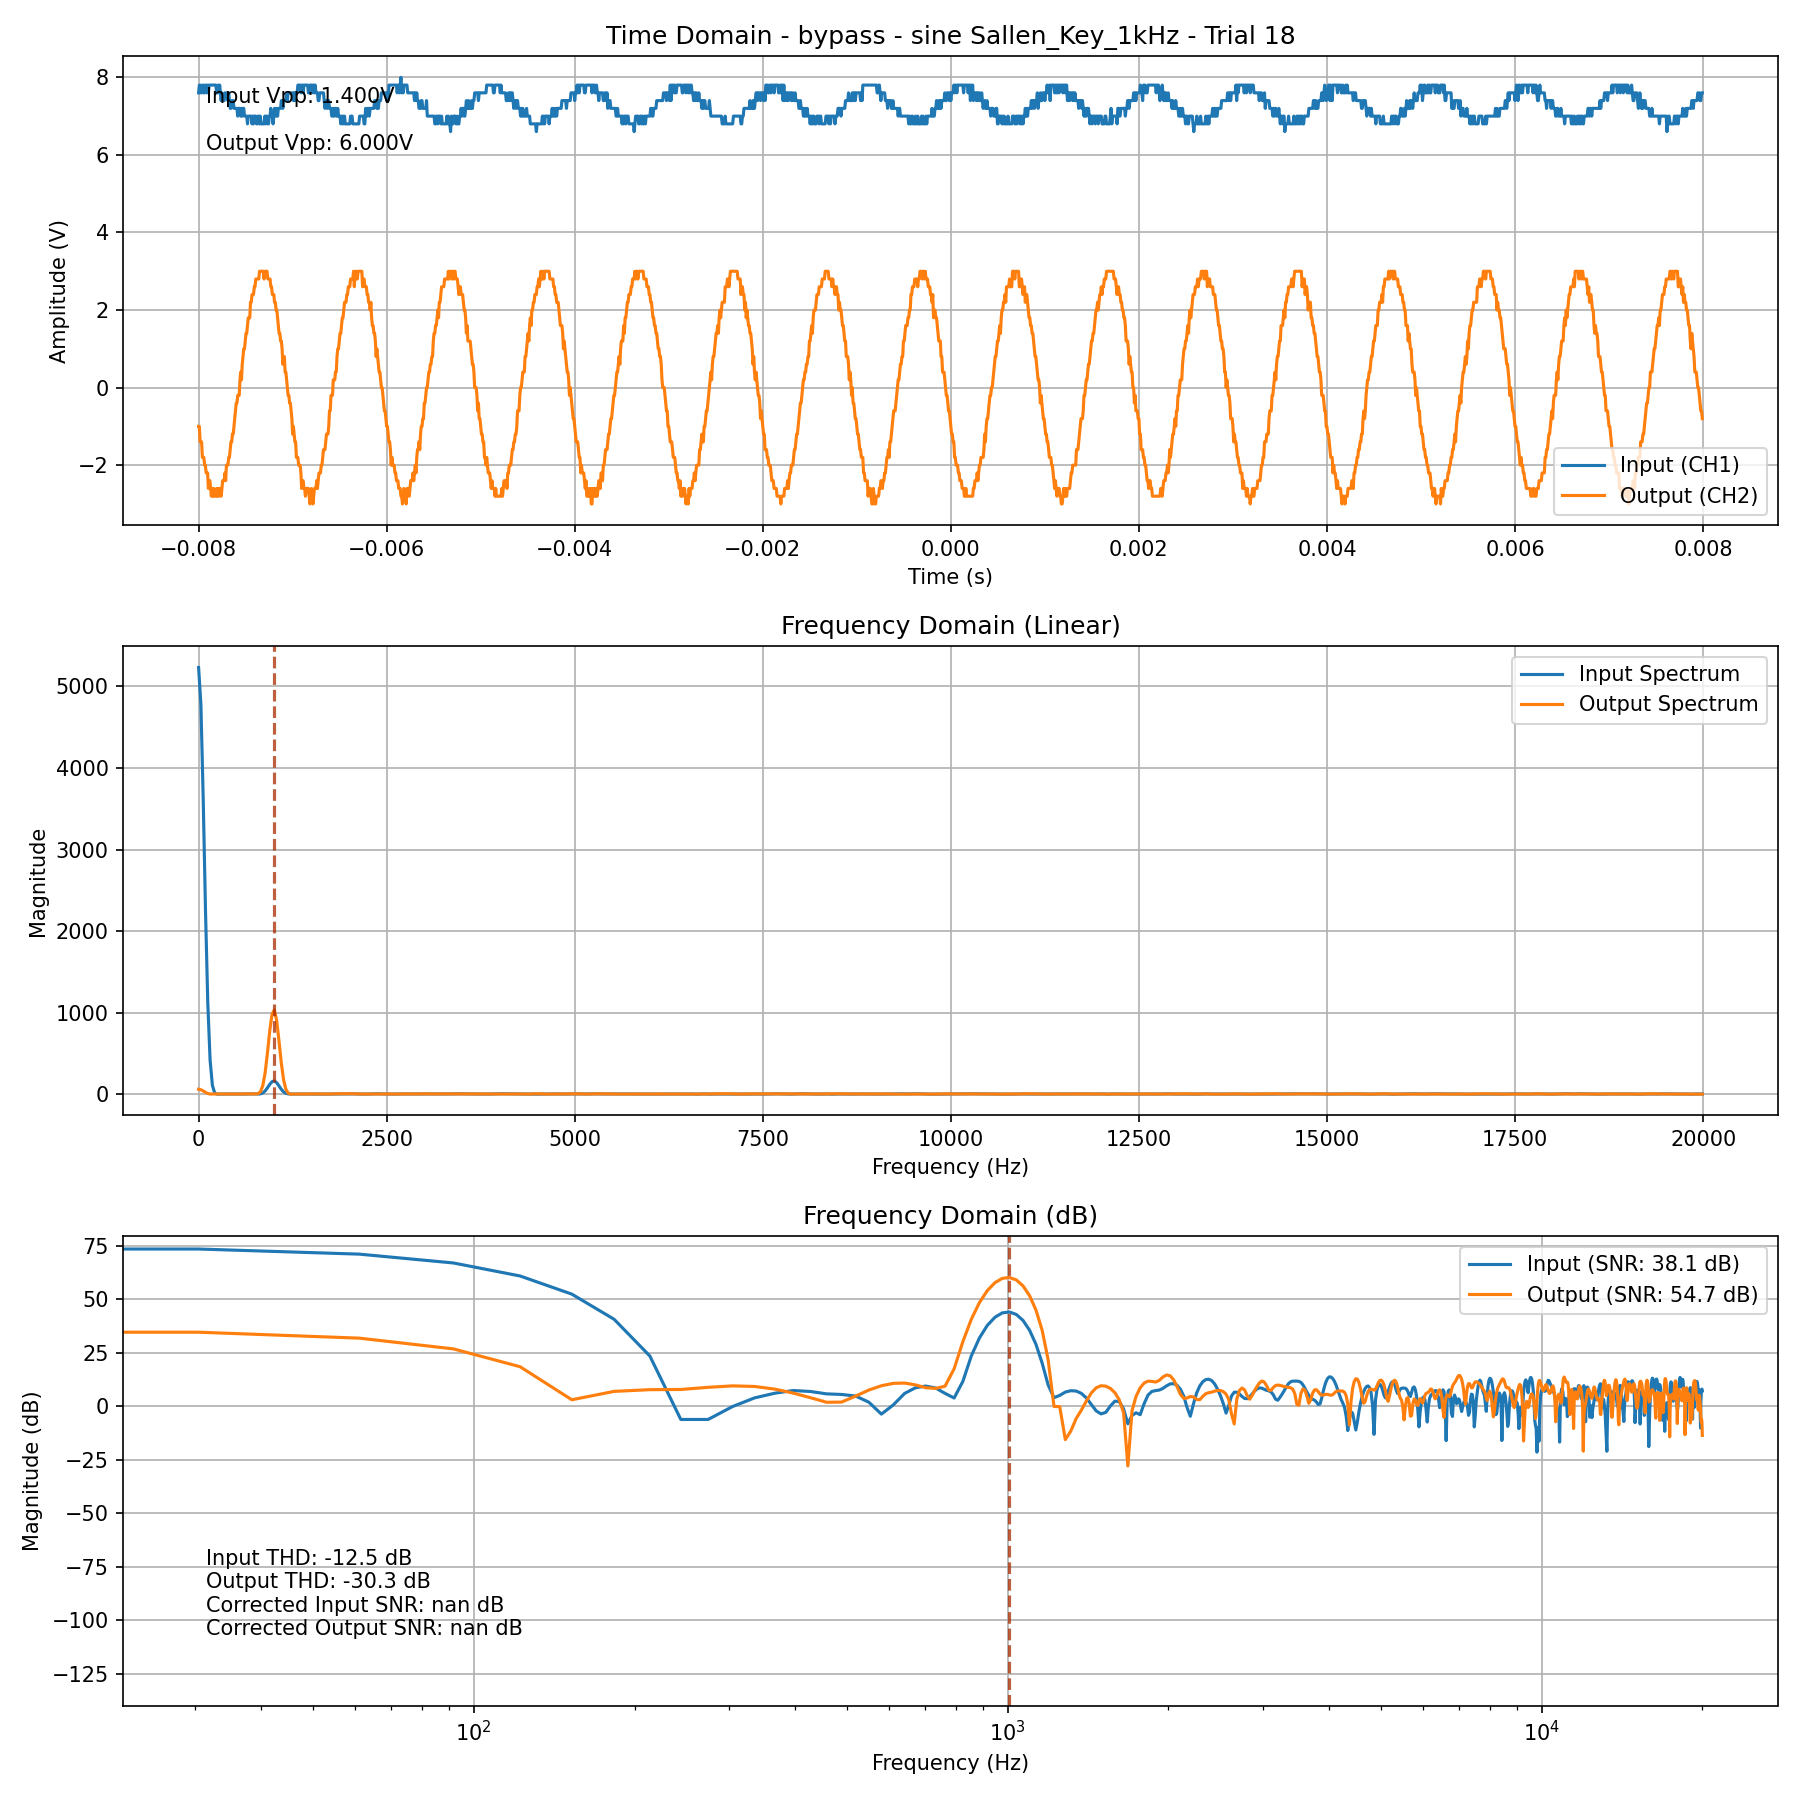 Time Domain - bypass - sine Sallen_Key_1kHz - Trial 18
8
6
4
2
0
−2
Amplitude (V)
Input Vpp: 1.400V
Output Vpp: 6.000V
Input (CH1)
Output (CH2)
−0.008 −0.006 −0.004 −0.002 0.000 0.002 0.004 0.006 0.008
Time (s)
Frequency Domain (Linear)
5000
4000
3000
2000
1000
0
Magnitude
Input Spectrum
Output Spectrum
0 2500 5000 7500 10000 12500 15000 17500 20000
Frequency (Hz)
Frequency Domain (dB)
75
50
25
0
−25
−50
−75
−100
−125
Magnitude (dB)
Input (SNR: 38.1 dB)
Output (SNR: 54.7 dB)
Input THD: -12.5 dB
Output THD: -30.3 dB
Corrected Input SNR: nan dB
Corrected Output SNR: nan dB
10² 10³ 10⁴
Frequency (Hz)